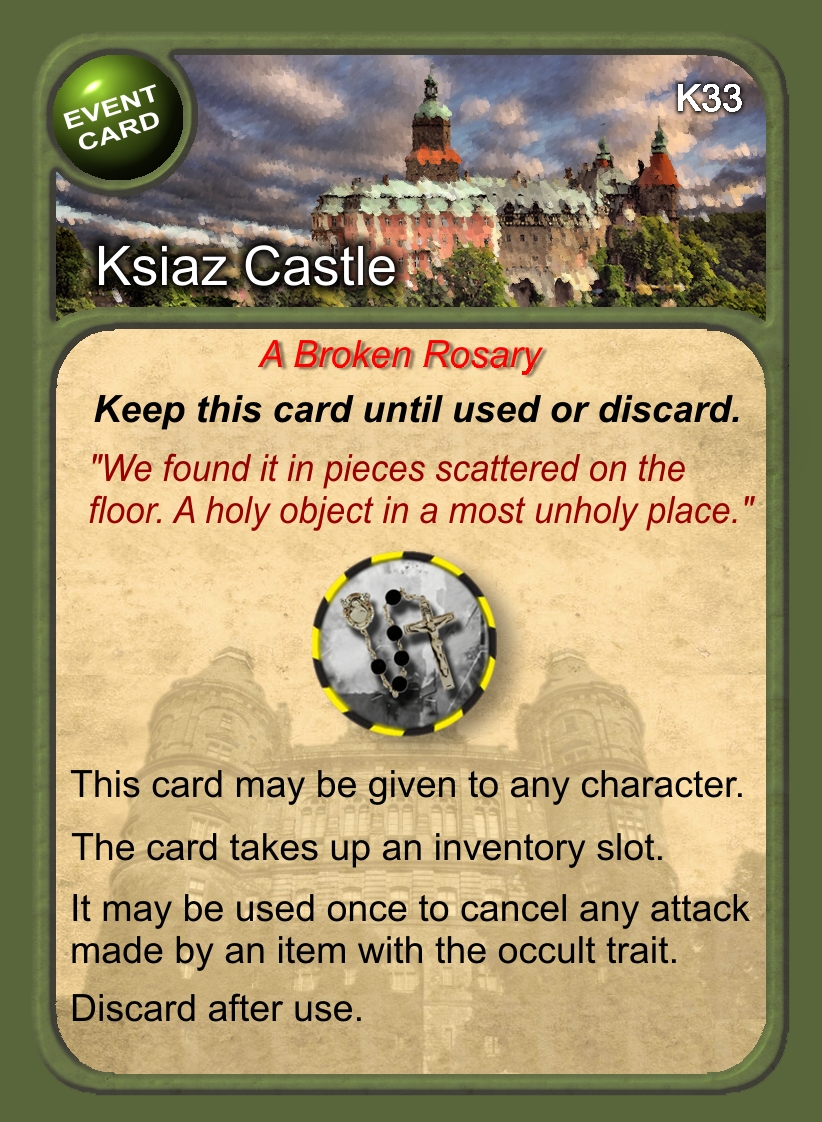 EVENT
CARD
K33
Ksiaz Castle
A Broken Rosary
Keep this card until used or discard.
"We found it in pieces scattered on the
floor. A holy object in a most unholy place."
This card may be given to any character.
The card takes up an inventory slot.
It may be used once to cancel any attack
made by an item with the occult trait.
Discard after use.